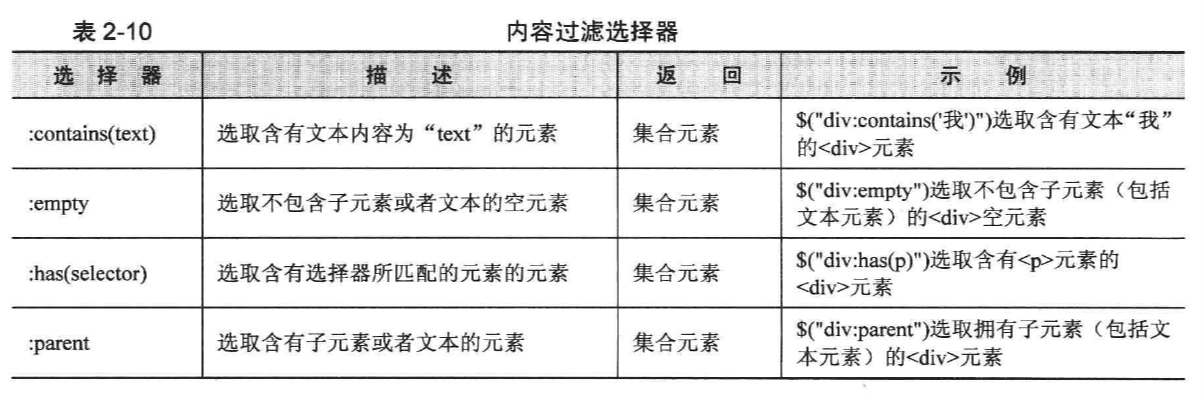 表 2-10 内容过滤选择器
选 择 器 描 述 返 回 示 例
:contains(text) 选取含有文本内容为“text”的元素 集合元素 $("div:contains('我')")选取含有文本“我”
的<div>元素
:empty 选取不包含子元素或者文本的空元素 集合元素 $("div:empty")选取不包含子元素（包括
文本元素）的<div>空元素
:has(selector) 选取含有选择器所匹配的元素的元素 集合元素 $("div:has(p)")选取含有<p>元素的
<div>元素
:parent 选取含有子元素或者文本的元素 集合元素 $("div:parent")选取拥有子元素（包括文
本元素）的<div>元素